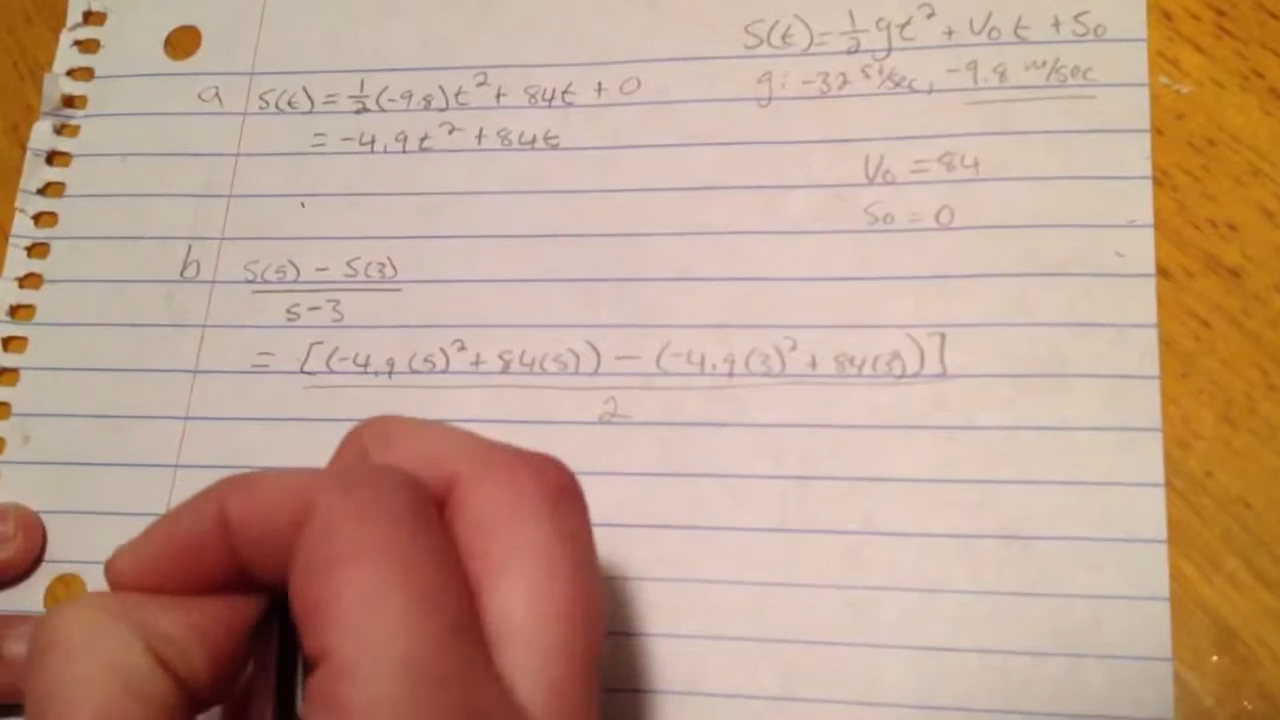 S(t) = 1/2 gt² + V₀t + S₀
g: -32 ft/sec, -9.8 m/sec
a S(t) = 1/2(-9.8)t² + 84t + 0
= -4.9t² + 84t
V₀ = 84
S₀ = 0
b S(5) - S(3)
5-3
= [(-4.9(5)² + 84(5)) - (-4.9(3)² + 84(3))]
2